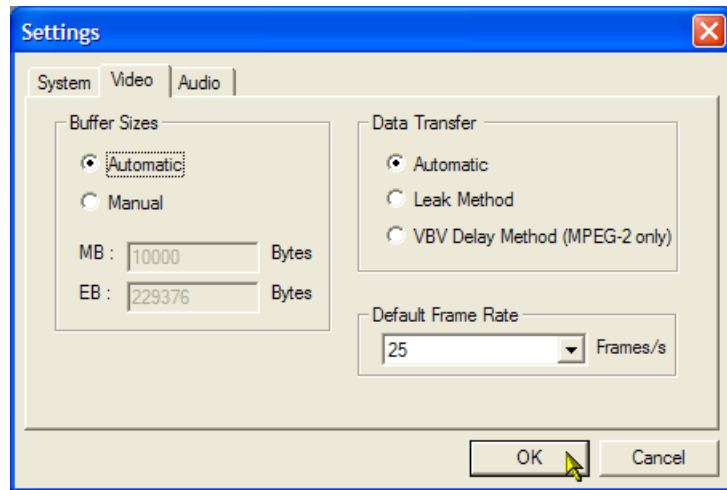 Settings
System Video Audio
Buffer Sizes
Automatic
Manual
MB : 10000 Bytes
EB : 229376 Bytes
Data Transfer
Automatic
Leak Method
VBV Delay Method (MPEG-2 only)
Default Frame Rate
25 Frames/s
OK Cancel